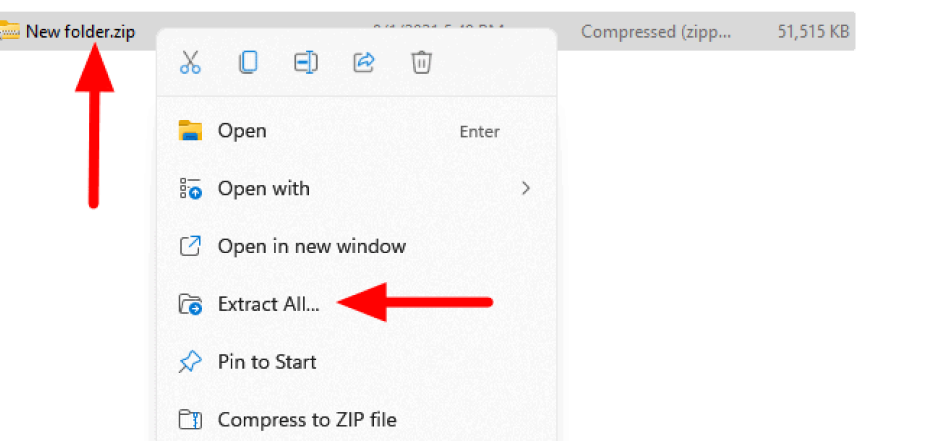 New folder.zip Compressed (zipp... 51,515 KB
Open Enter
Open with
Open in new window
Extract All...
Pin to Start
Compress to ZIP file